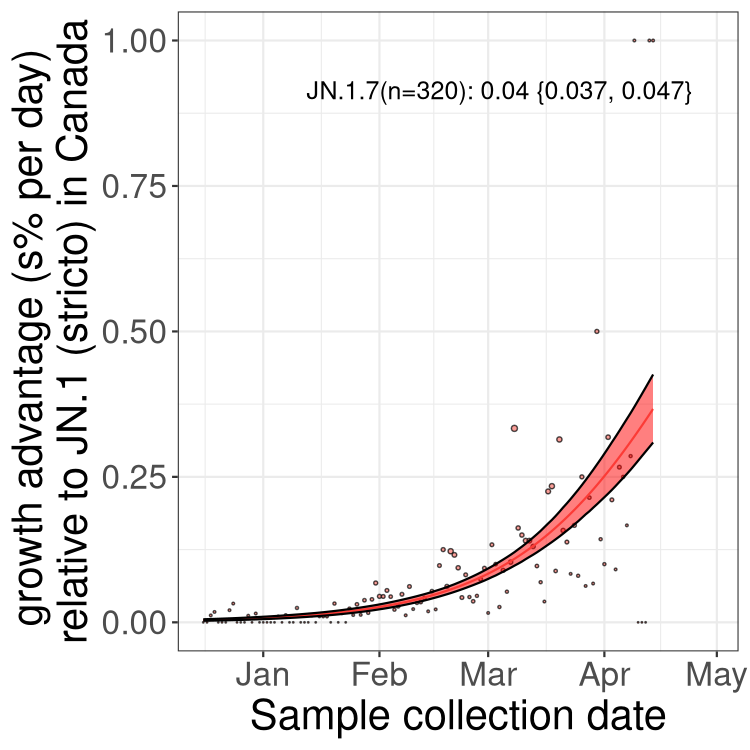 growth advantage (s% per day)
relative to JN.1 (stricto) in Canada
1.00
0.75
0.50
0.25
0.00
JN.1.7(n=320): 0.04 {0.037, 0.047}
Jan Feb Mar Apr May
Sample collection date